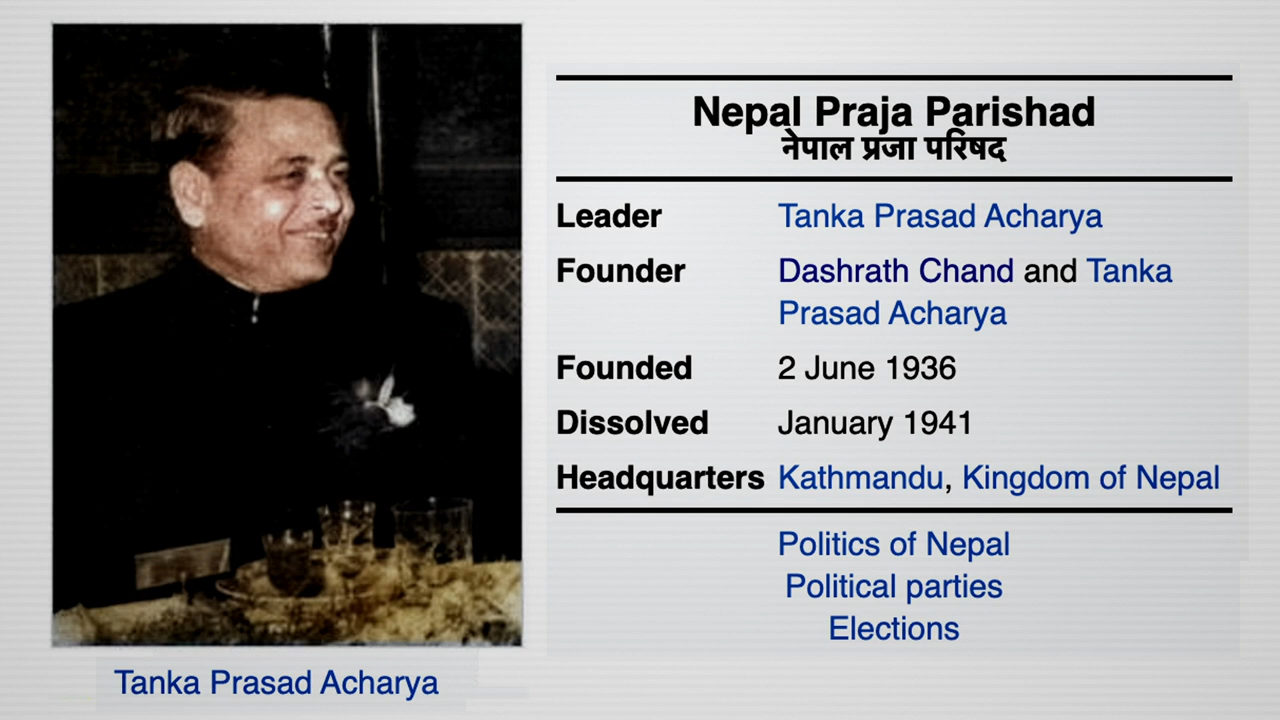 Nepal Praja Parishad
नेपाल प्रजा परिषद
Leader Tanka Prasad Acharya
Founder Dashrath Chand and Tanka
Prasad Acharya
Founded 2 June 1936
Dissolved January 1941
Headquarters Kathmandu, Kingdom of Nepal
Politics of Nepal
Political parties
Elections
Tanka Prasad Acharya